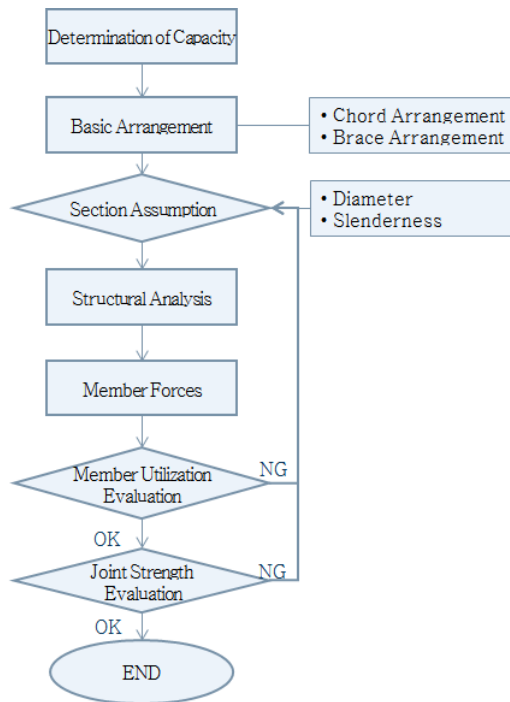 Determination of Capacity
Basic Arrangement
• Chord Arrangement
• Brace Arrangement
Section Assumption
• Diameter
• Slenderness
Structural Analysis
Member Forces
Member Utilization
Evaluation
NG
OK
Joint Strength
Evaluation
NG
OK
END